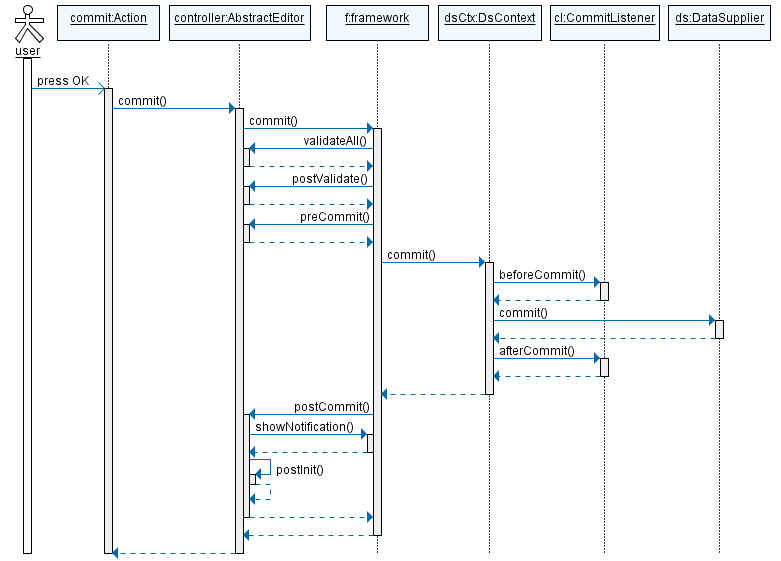 commit:Action
controller:AbstractEditor
f:framework
dsCtx:DsContext
cl:CommitListener
ds:DataSupplier
user
press OK
commit()
commit()
validateAll()
postValidate()
preCommit()
commit()
beforeCommit()
commit()
afterCommit()
postCommit()
showNotification()
postInit()